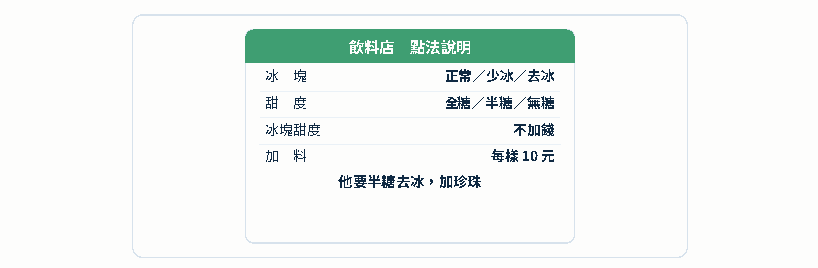 飲料店　點法說明
冰　塊　正常／少冰／去冰
甜　度　全糖／半糖／無糖
冰塊甜度　不加錢
加　料　每樣 10 元
他要半糖去冰，加珍珠